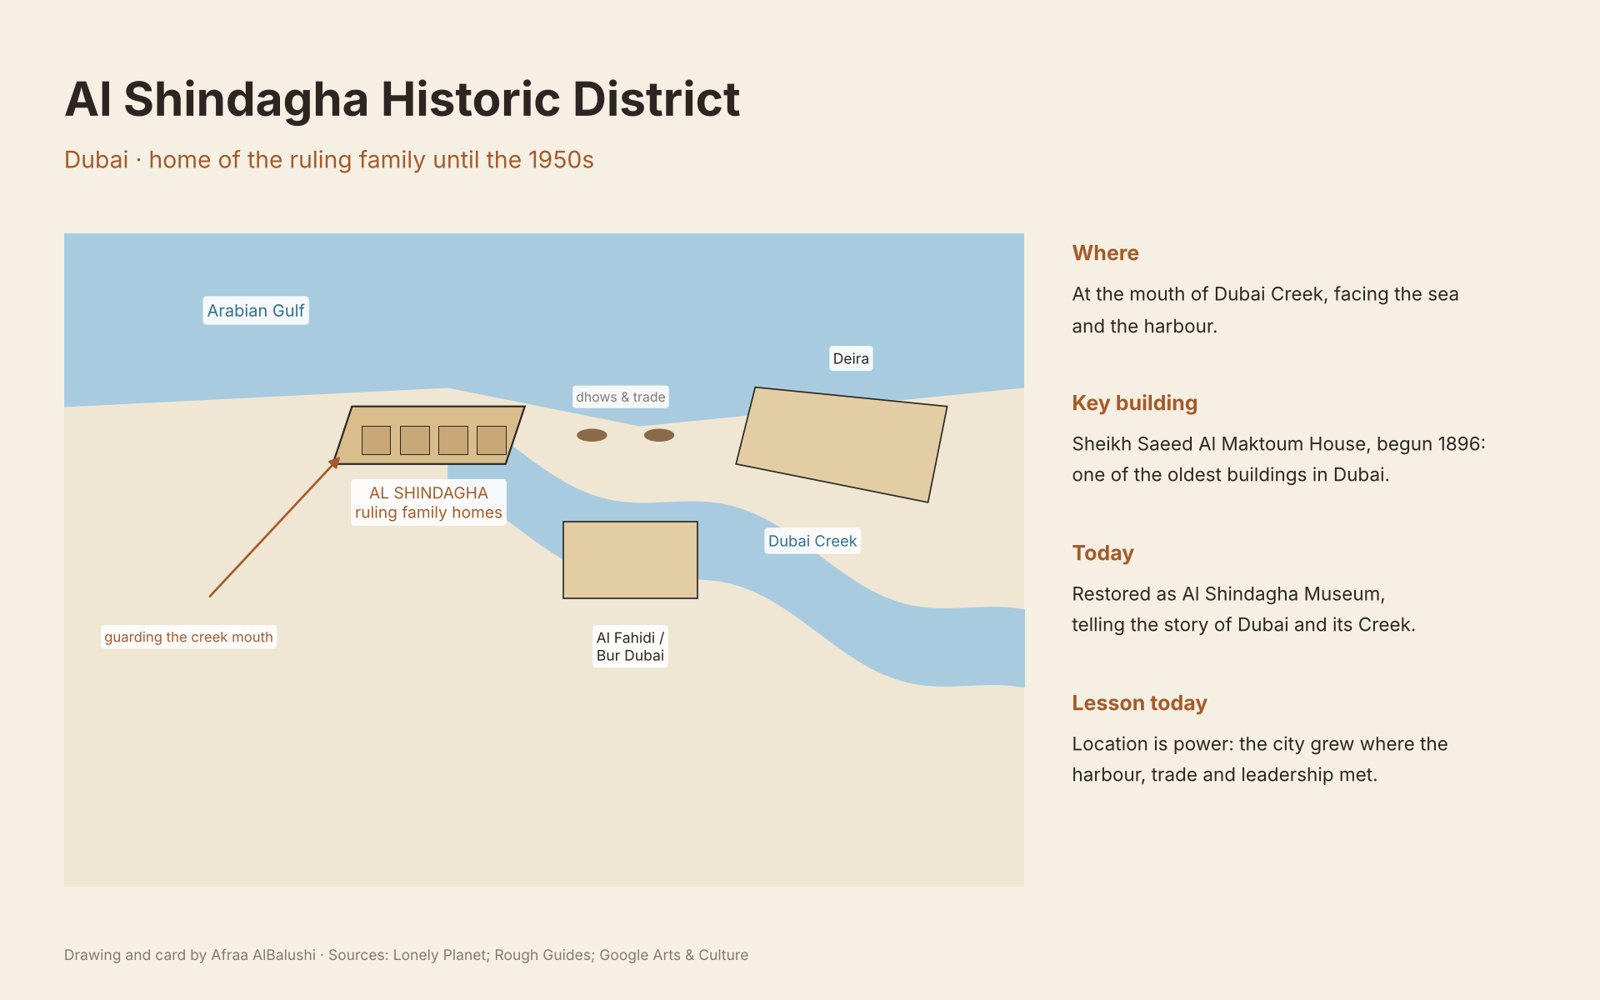 Al Shindagha Historic District
Dubai · home of the ruling family until the 1950s
Arabian Gulf
Deira
dhows & trade
AL SHINDAGHA
ruling family homes
Dubai Creek
guarding the creek mouth
Al Fahidi /
Bur Dubai
Where
At the mouth of Dubai Creek, facing the sea
and the harbour.
Key building
Sheikh Saeed Al Maktoum House, begun 1896:
one of the oldest buildings in Dubai.
Today
Restored as Al Shindagha Museum,
telling the story of Dubai and its Creek.
Lesson today
Location is power: the city grew where the
harbour, trade and leadership met.
Drawing and card by Afraa AlBalushi · Sources: Lonely Planet; Rough Guides; Google Arts & Culture